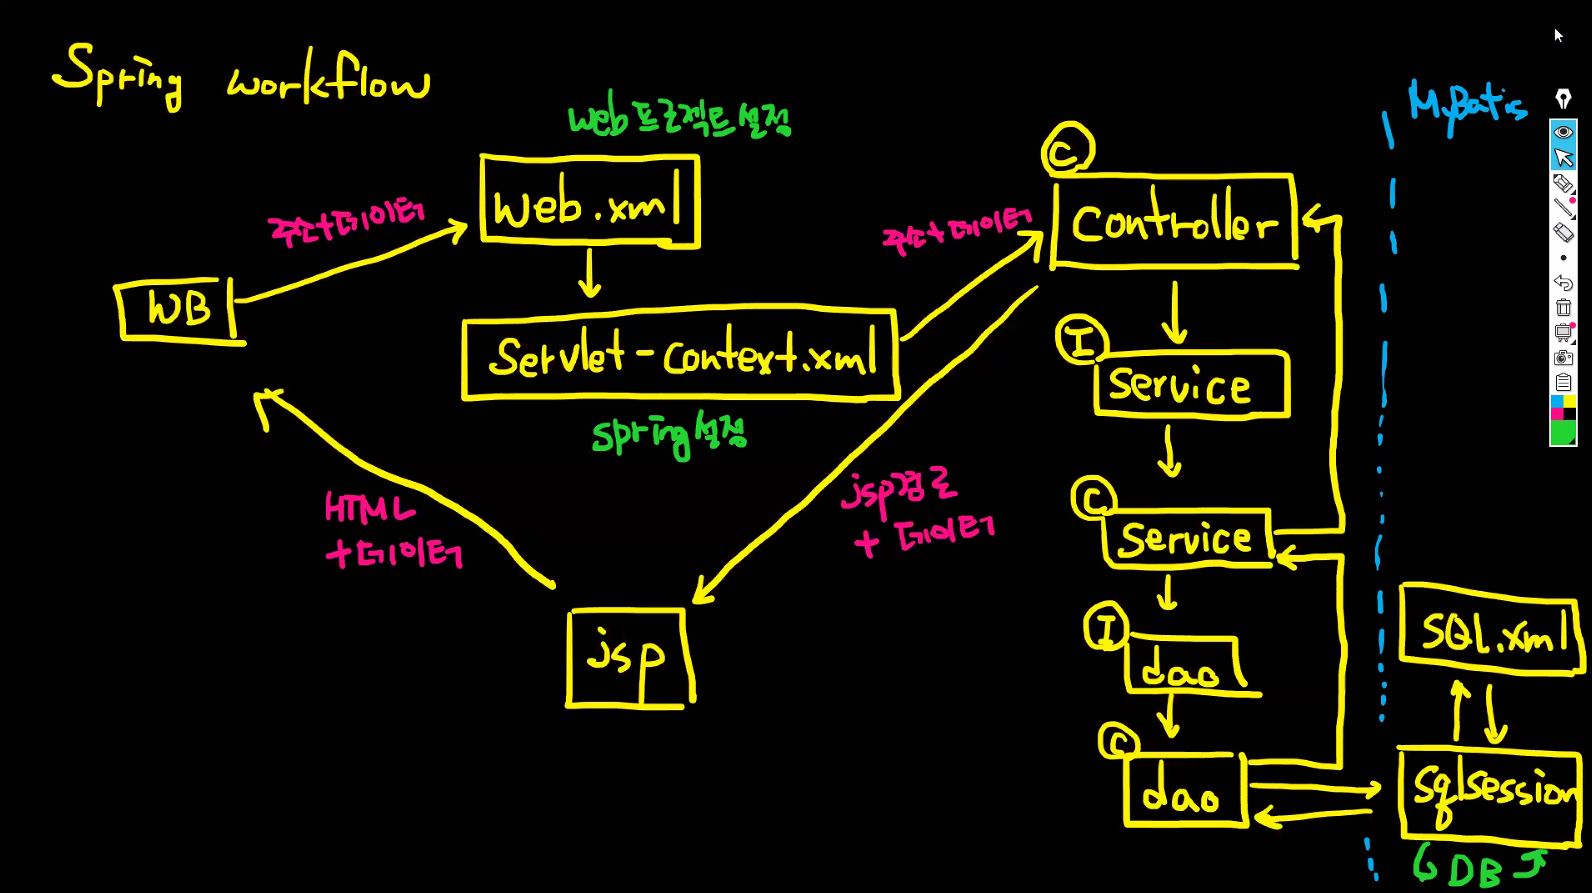 Spring workflow
MyBatis
web프로젝트설정
C
web.xml
Controller
주소+데이터
주소+데이터
WB
I
Servlet-Context.xml
Service
spring설정
jsp경로
+ 데이터
HTML
+데이터
C
Service
I
dao
jsp
SQL.xml
C
dao
sqlsession
DB